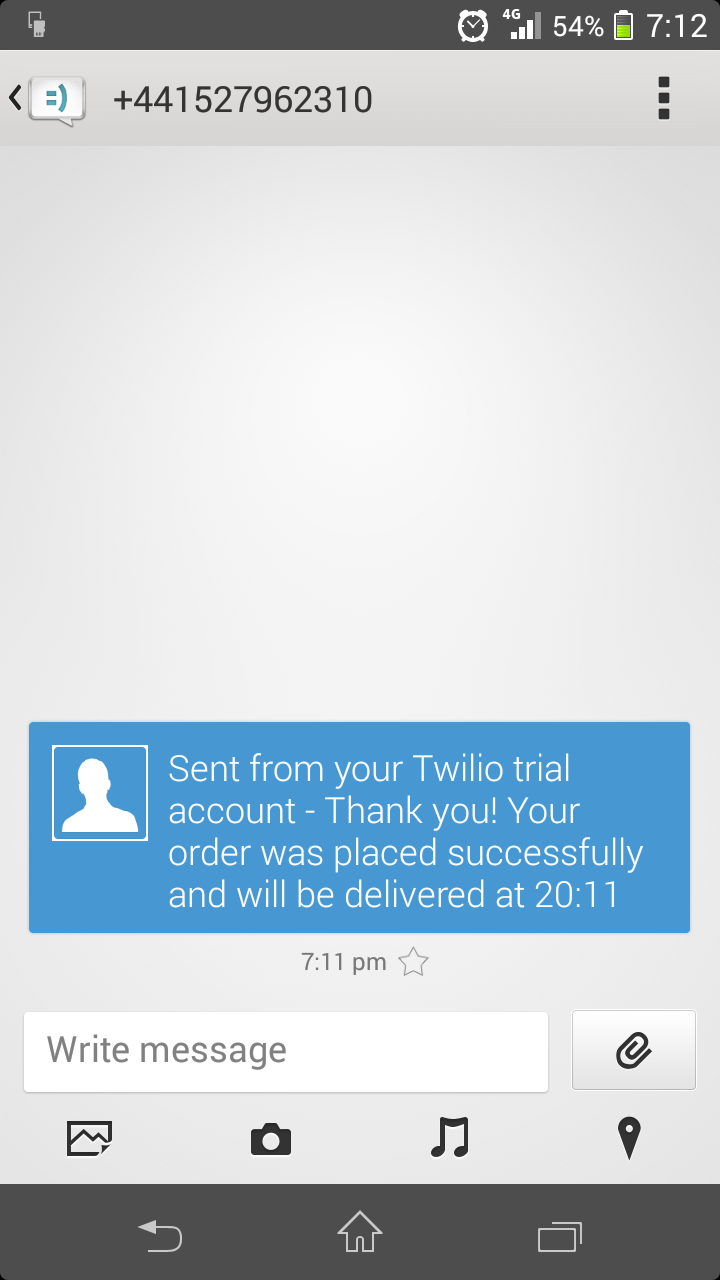 4G 54% 7:12
+441527962310
Sent from your Twilio trial
account - Thank you! Your
order was placed successfully
and will be delivered at 20:11
7:11 pm
Write message